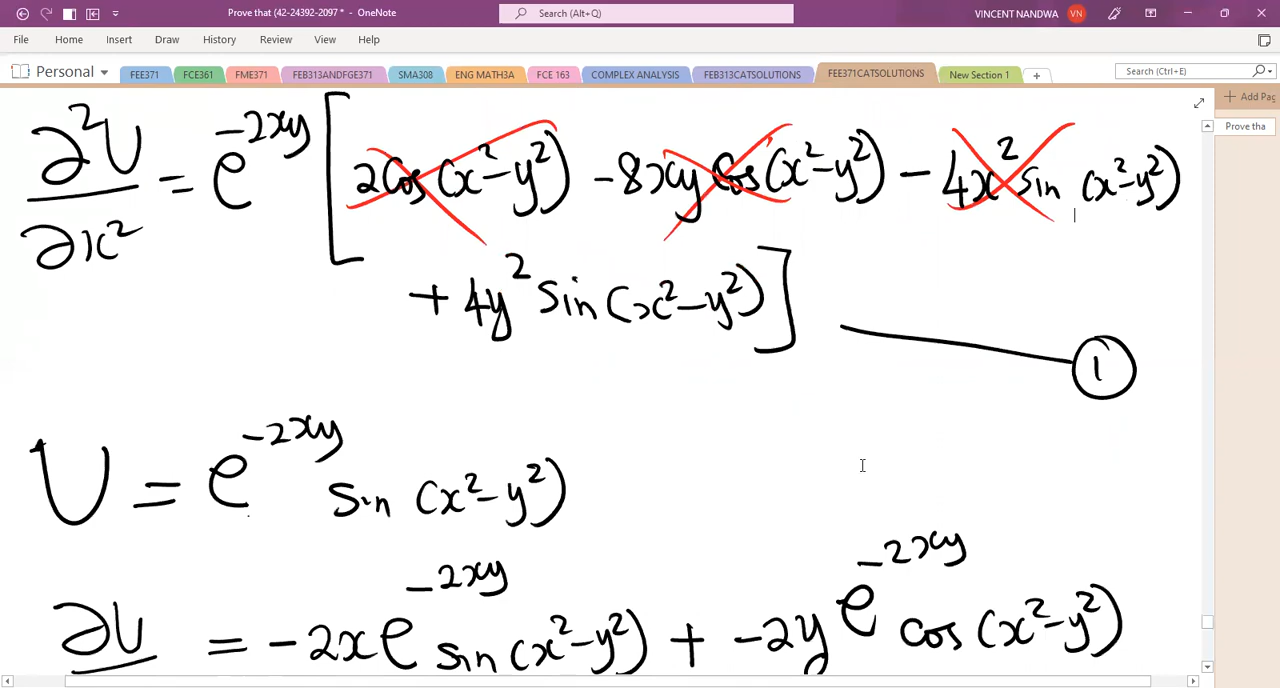 Prove that (42-24392-2097 * - OneNote
Search (Alt+Q)
VINCENT NANDWA VN
File Home Insert Draw History Review View Help
Personal FEE371 FCE361 FME371 FEB313ANDFGE371 SMA308 ENG MATH3A FCE 163 COMPLEX ANALYSIS FEB313CATSOLUTIONS FEE371CATSOLUTIONS New Section 1 + Search (Ctrl+E)
+ Add Pag
Prove tha
∂²U/∂x² = e^(-2xy) [2cos(x²-y²) - 8xy cos(x²-y²) - 4x² sin (x²-y²)
+ 4y² sin(x²-y²)]
1
U = e^(-2xy) sin (x²-y²)
∂U = -2x e^(-2xy) sin (x²-y²) + -2y e^(-2xy) cos (x²-y²)